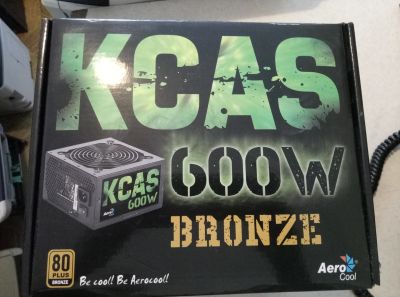 KCAS
600W
BRONZE
KCAS
600W
80
PLUS
BRONZE
Be cool! Be Aerocool!
Aero
Cool